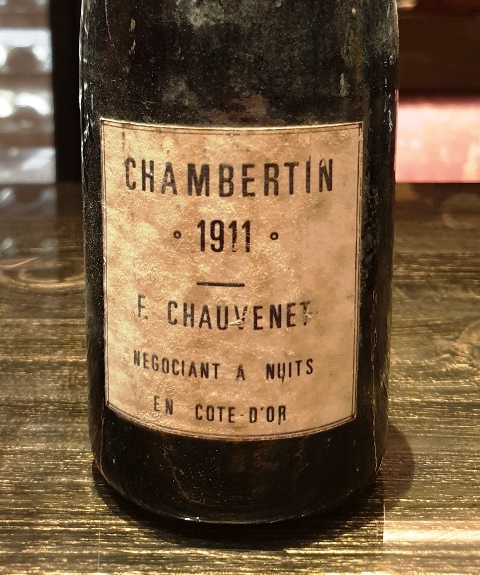 CHAMBERTIN
° 1911 °
F. CHAUVENET
NEGOCIANT A NUITS
EN COTE-D'OR